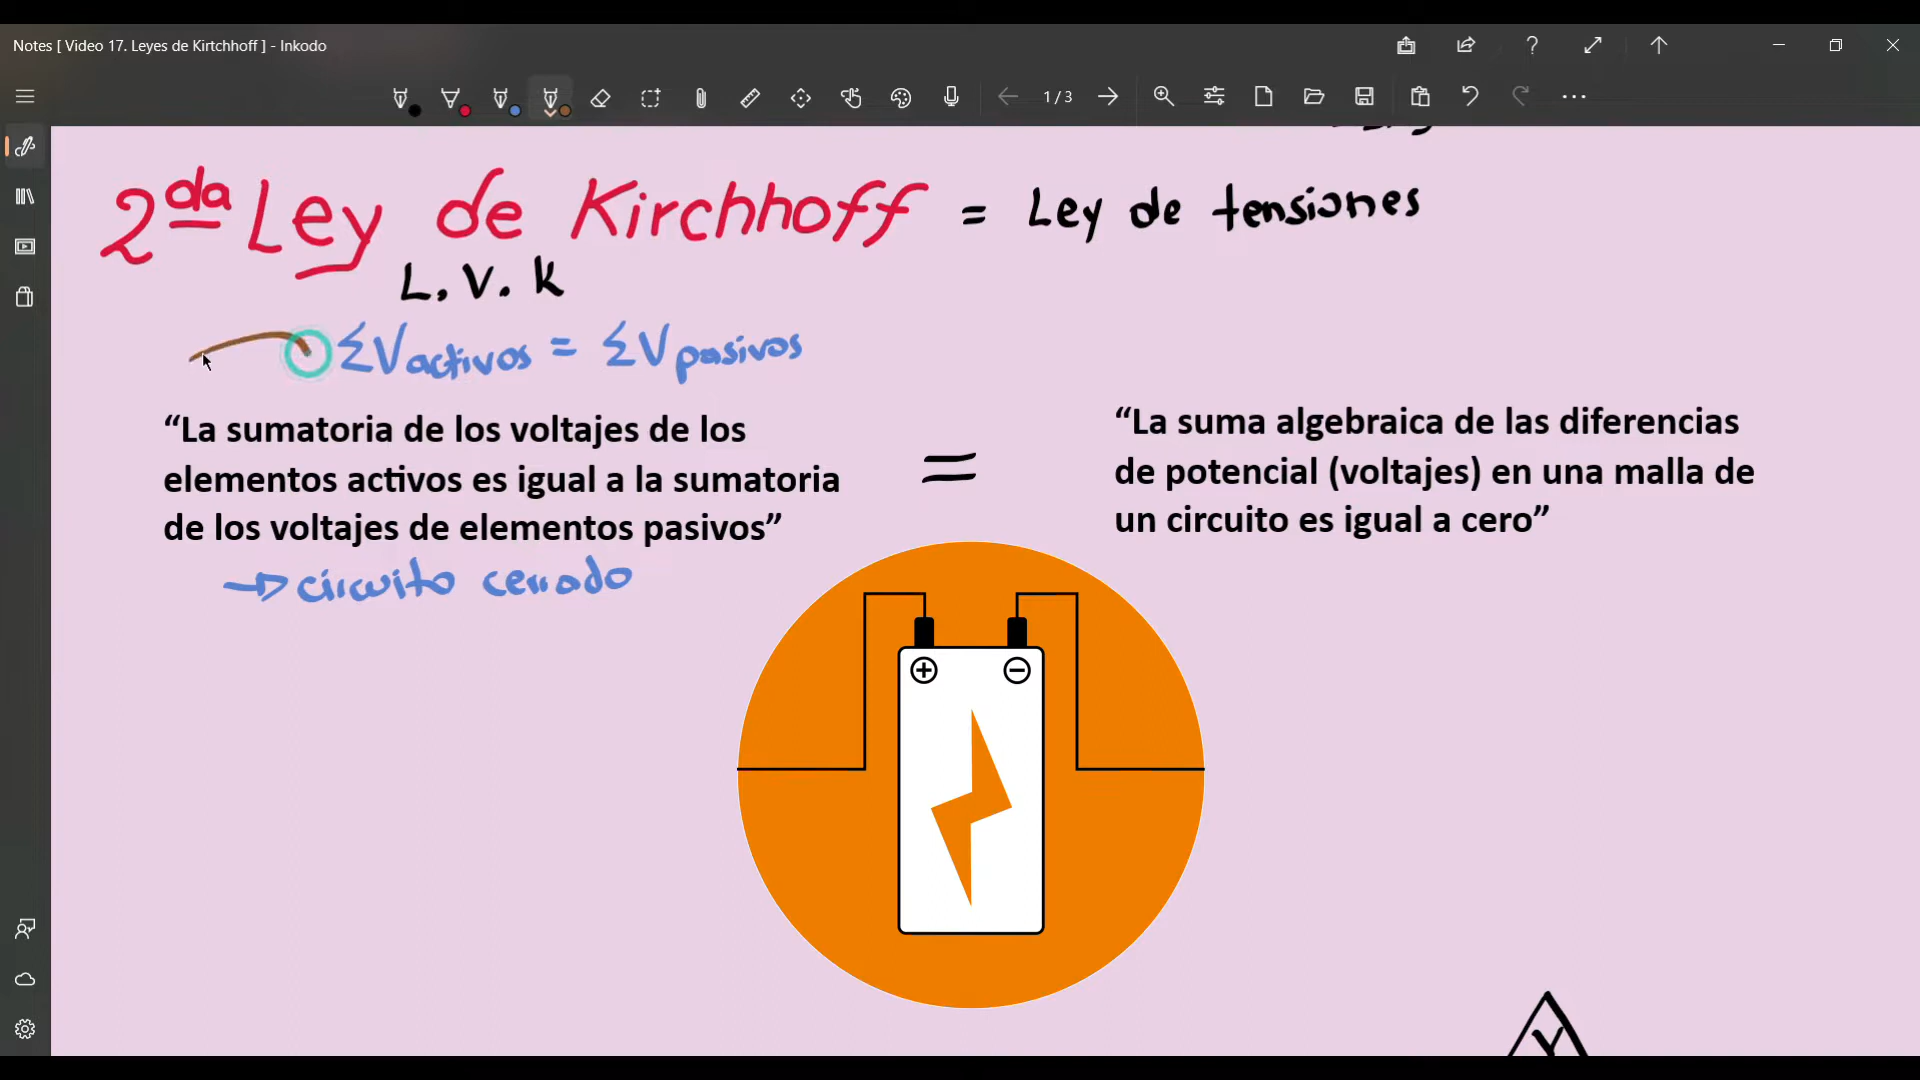 Notes [ Video 17. Leyes de Kirtchhoff ] - Inkodo
1/3
2da Ley de Kirchhoff = Ley de tensiones
L.V.K
ΣVactivos = ΣVpasivos
“La sumatoria de los voltajes de los
elementos activos es igual a la sumatoria
de los voltajes de elementos pasivos”
=
“La suma algebraica de las diferencias
de potencial (voltajes) en una malla de
un circuito es igual a cero”
→ circuito cerrado
+ −